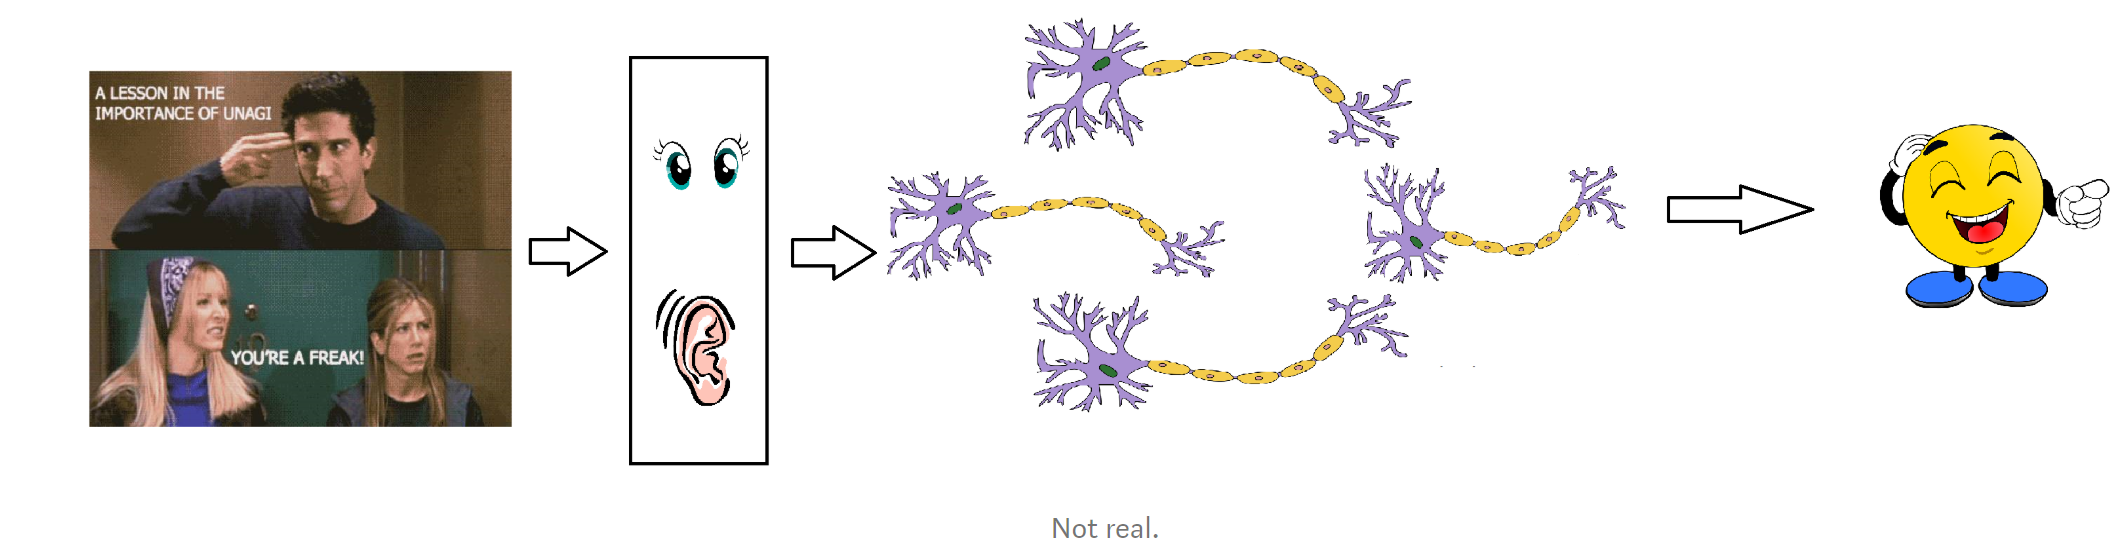 A LESSON IN THE
IMPORTANCE OF UNAGI
YOU'RE A FREAK!
Not real.